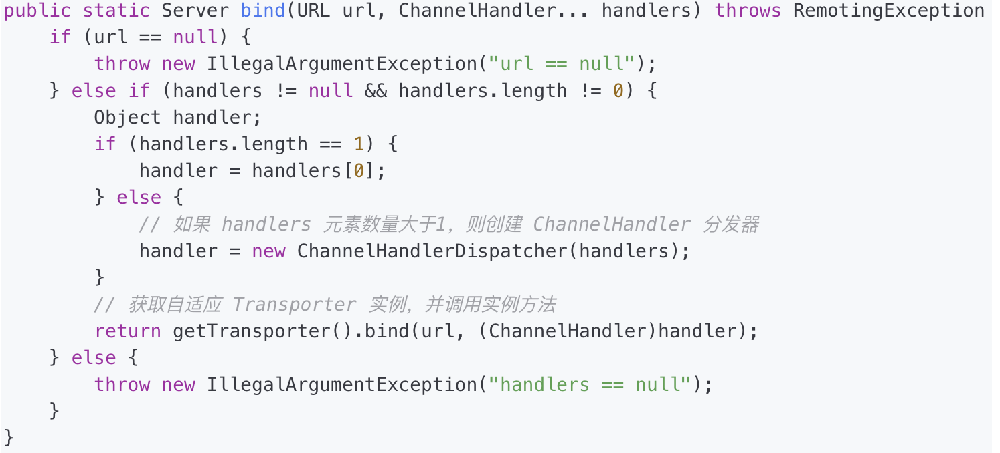 public static Server bind(URL url, ChannelHandler... handlers) throws RemotingException
    if (url == null) {
        throw new IllegalArgumentException("url == null");
    } else if (handlers != null && handlers.length != 0) {
        Object handler;
        if (handlers.length == 1) {
            handler = handlers[0];
        } else {
            // 如果 handlers 元素数量大于1，则创建 ChannelHandler 分发器
            handler = new ChannelHandlerDispatcher(handlers);
        }
        // 获取自适应 Transporter 实例，并调用实例方法
        return getTransporter().bind(url, (ChannelHandler)handler);
    } else {
        throw new IllegalArgumentException("handlers == null");
    }
}